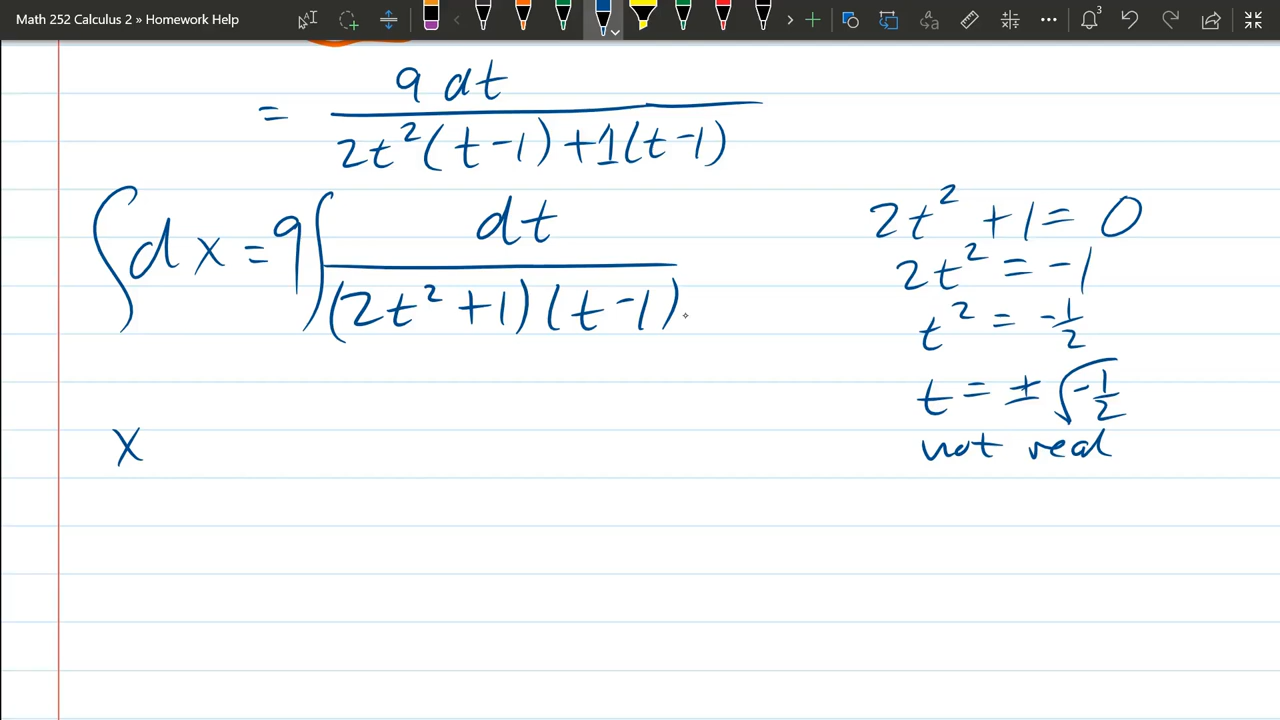 Math 252 Calculus 2 » Homework Help
3
9 dt
= 2t²(t-1)+1(t-1)
∫dx = 9∫ dt
(2t² +1)(t-1)
x
2t² +1 = 0
2t² = -1
t² = -1/2
t = ± √-1/2
not real